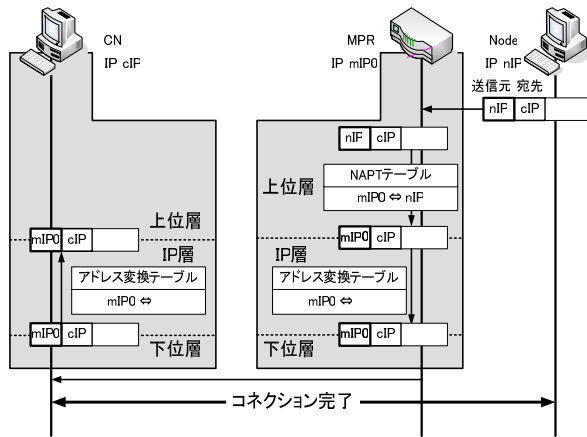 CN
IP cIP
MPR
IP mIP0
Node
IP nIP
送信元 宛先
nIP cIP
nIP cIP
NAPTテーブル
mIP0 ⇔ nIP
上位層
mIP0 cIP
上位層
mIP0 cIP
IP層
アドレス変換テーブル
mIP0 ⇔
IP層
アドレス変換テーブル
mIP0 ⇔
mIP0 cIP
下位層
mIP0 cIP
下位層
コネクション完了